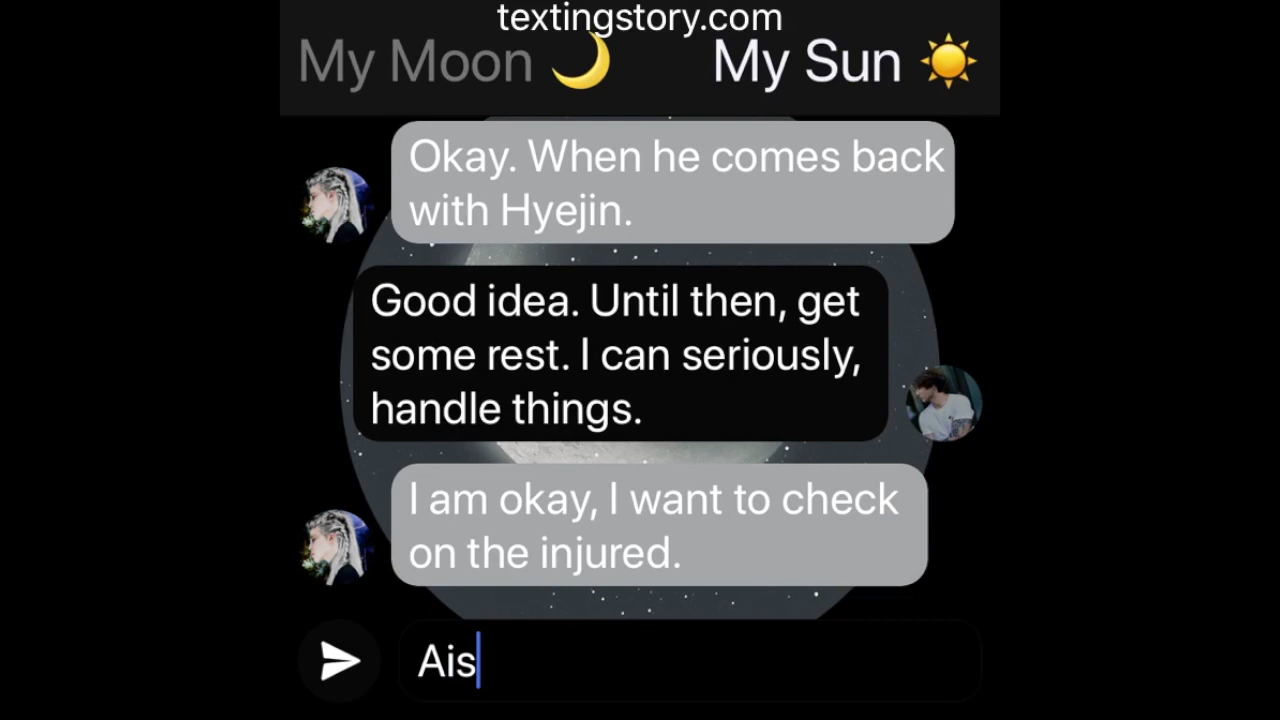 textingstory.com
My Moon 🌙 My Sun ☀️
Okay. When he comes back
with Hyejin.
Good idea. Until then, get
some rest. I can seriously,
handle things.
I am okay, I want to check
on the injured.
Ais